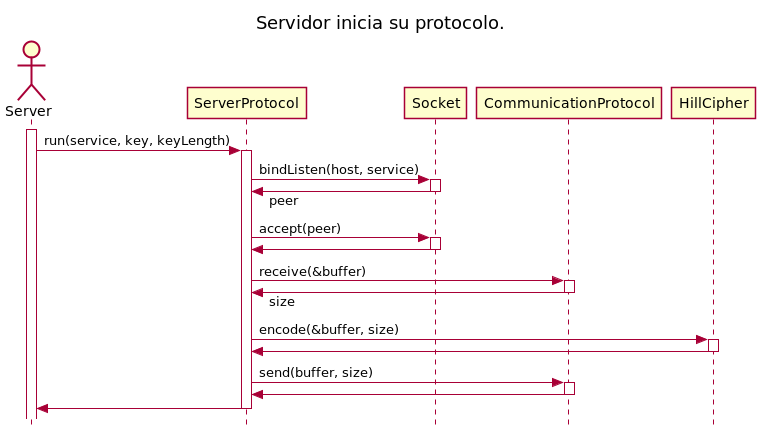 Servidor inicia su protocolo.
Server
ServerProtocol
Socket
CommunicationProtocol
HillCipher
run(service, key, keyLength)
bindListen(host, service)
peer
accept(peer)
receive(&buffer)
size
encode(&buffer, size)
send(buffer, size)